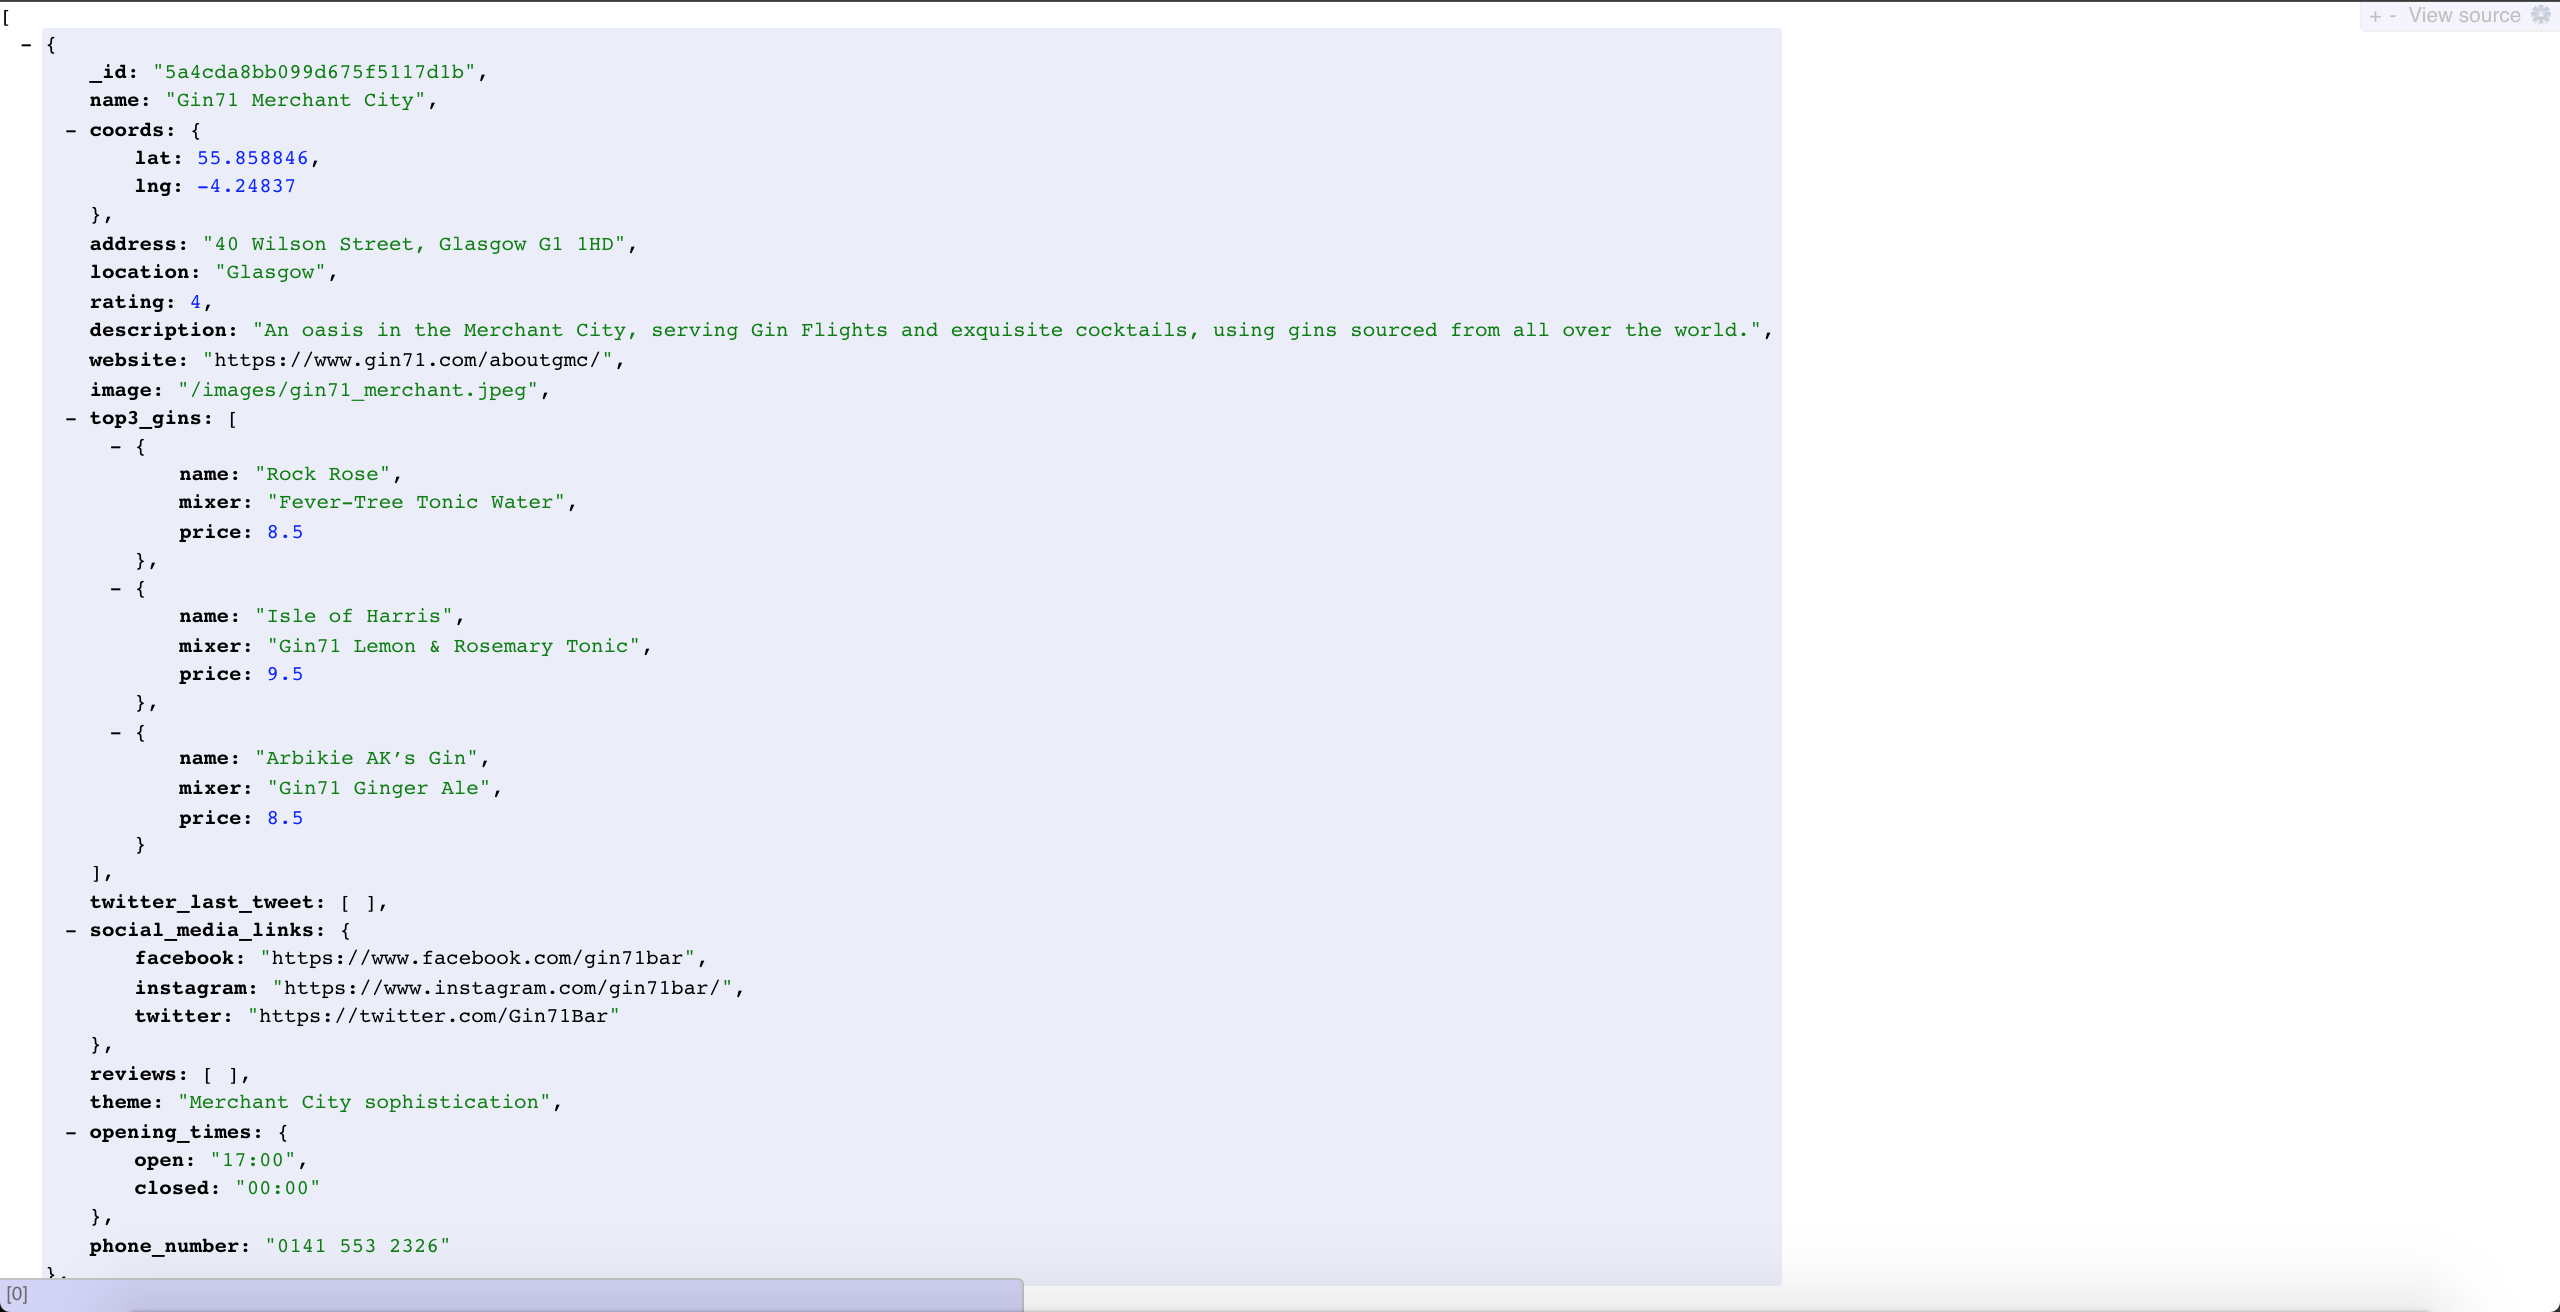 [
+ - View source
- {
_id: "5a4cda8bb099d675f5117d1b",
name: "Gin71 Merchant City",
- coords: {
lat: 55.858846,
lng: -4.24837
},
address: "40 Wilson Street, Glasgow G1 1HD",
location: "Glasgow",
rating: 4,
description: "An oasis in the Merchant City, serving Gin Flights and exquisite cocktails, using gins sourced from all over the world.",
website: "https://www.gin71.com/aboutgmc/",
image: "/images/gin71_merchant.jpeg",
- top3_gins: [
- {
name: "Rock Rose",
mixer: "Fever-Tree Tonic Water",
price: 8.5
},
- {
name: "Isle of Harris",
mixer: "Gin71 Lemon & Rosemary Tonic",
price: 9.5
},
- {
name: "Arbikie AK’s Gin",
mixer: "Gin71 Ginger Ale",
price: 8.5
}
],
twitter_last_tweet: [ ],
- social_media_links: {
facebook: "https://www.facebook.com/gin71bar",
instagram: "https://www.instagram.com/gin71bar/",
twitter: "https://twitter.com/Gin71Bar"
},
reviews: [ ],
theme: "Merchant City sophistication",
- opening_times: {
open: "17:00",
closed: "00:00"
},
phone_number: "0141 553 2326"
},
[0]